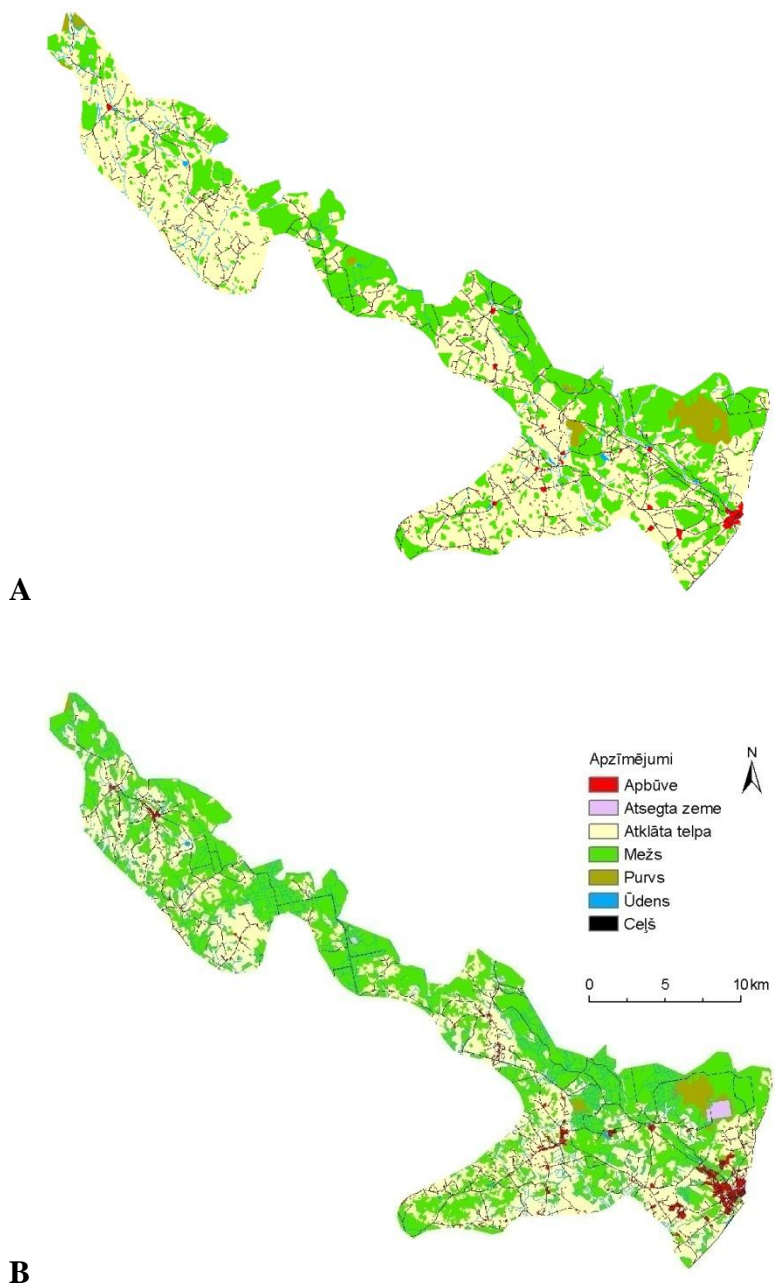 A
Apzīmējumi
N
Apbūve
Atsegta zeme
Atklāta telpa
Mežs
Purvs
Ūdens
Ceļš
0 5 10 km
B